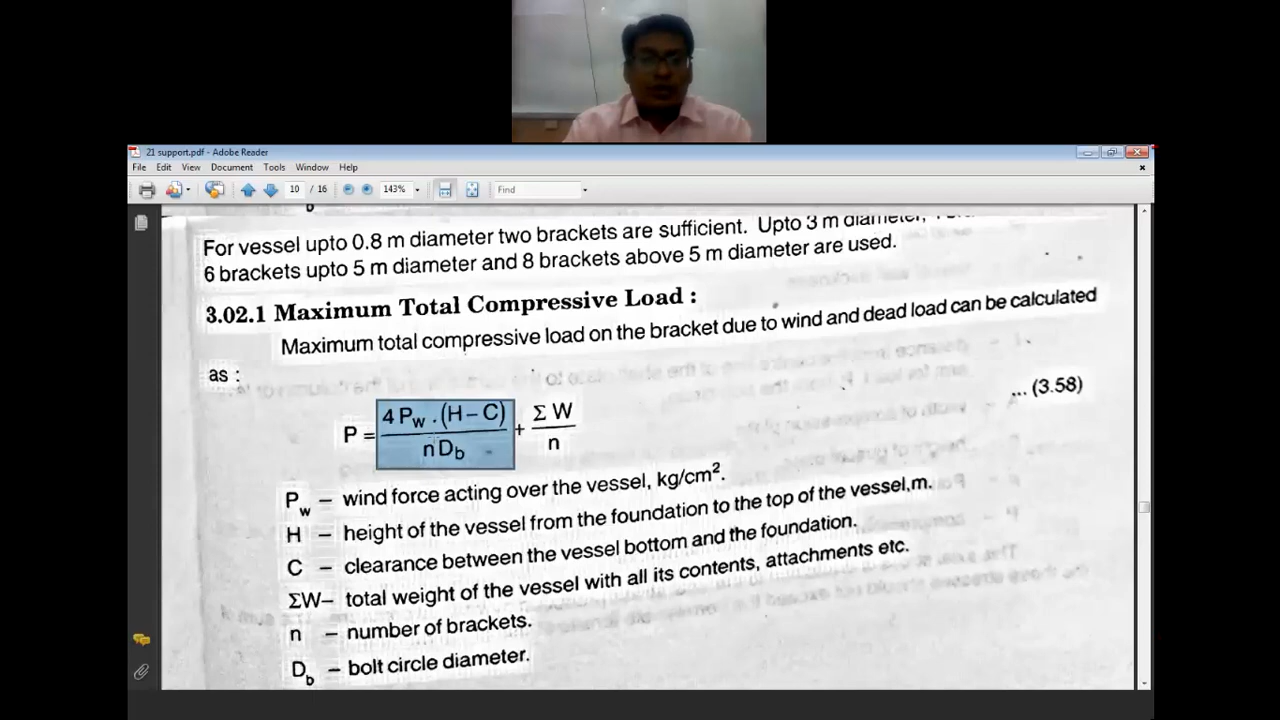 21 support.pdf - Adobe Reader
File Edit View Document Tools Window Help
10 / 16 143% Find
For vessel upto 0.8 m diameter two brackets are sufficient. Upto 3 m diameter,
6 brackets upto 5 m diameter and 8 brackets above 5 m diameter are used.
3.02.1 Maximum Total Compressive Load :
Maximum total compressive load on the bracket due to wind and dead load can be calculated
as :
P = 4 Pw . (H – C) / n Db + Σ W / n ... (3.58)
Pw – wind force acting over the vessel, kg/cm².
H – height of the vessel from the foundation to the top of the vessel,m.
C – clearance between the vessel bottom and the foundation.
ΣW– total weight of the vessel with all its contents, attachments etc.
n – number of brackets.
Db – bolt circle diameter.